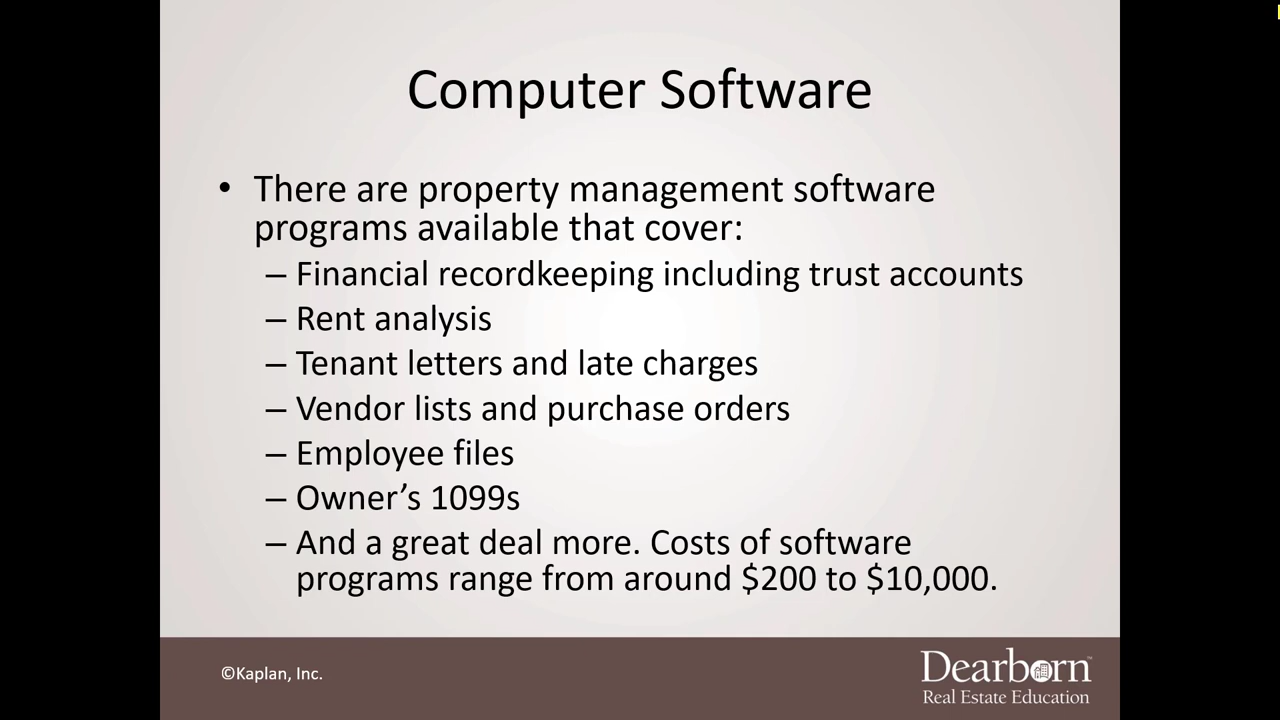 Computer Software
• There are property management software
programs available that cover:
– Financial recordkeeping including trust accounts
– Rent analysis
– Tenant letters and late charges
– Vendor lists and purchase orders
– Employee files
– Owner’s 1099s
– And a great deal more. Costs of software
programs range from around $200 to $10,000.
©Kaplan, Inc.
Dearborn™
Real Estate Education